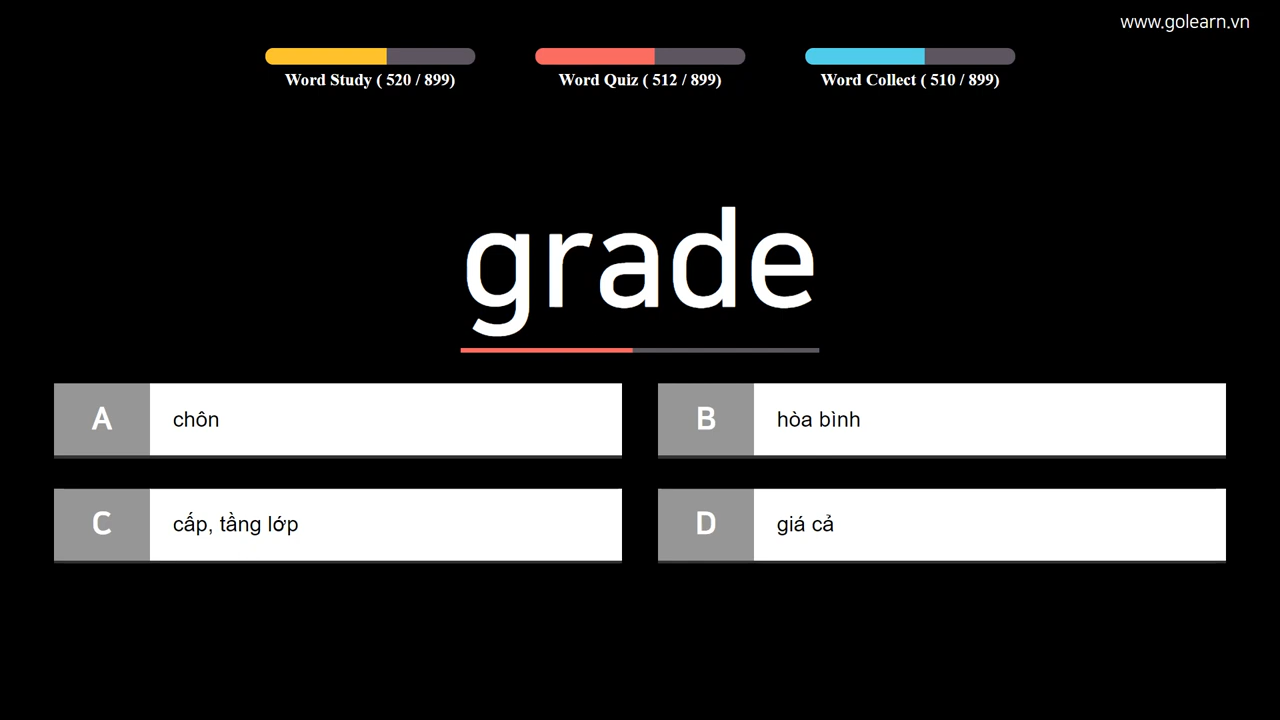 www.golearn.vn
Word Study ( 520 / 899)
Word Quiz ( 512 / 899)
Word Collect ( 510 / 899)
grade
A chôn
B hòa bình
C cấp, tầng lớp
D giá cả